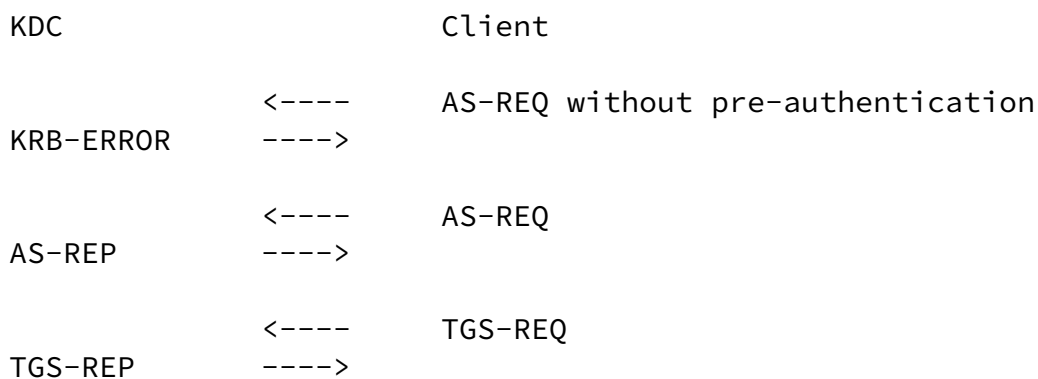 KDC Client
<---- AS-REQ without pre-authentication
KRB-ERROR ---->
<---- AS-REQ
AS-REP ---->
<---- TGS-REQ
TGS-REP ---->